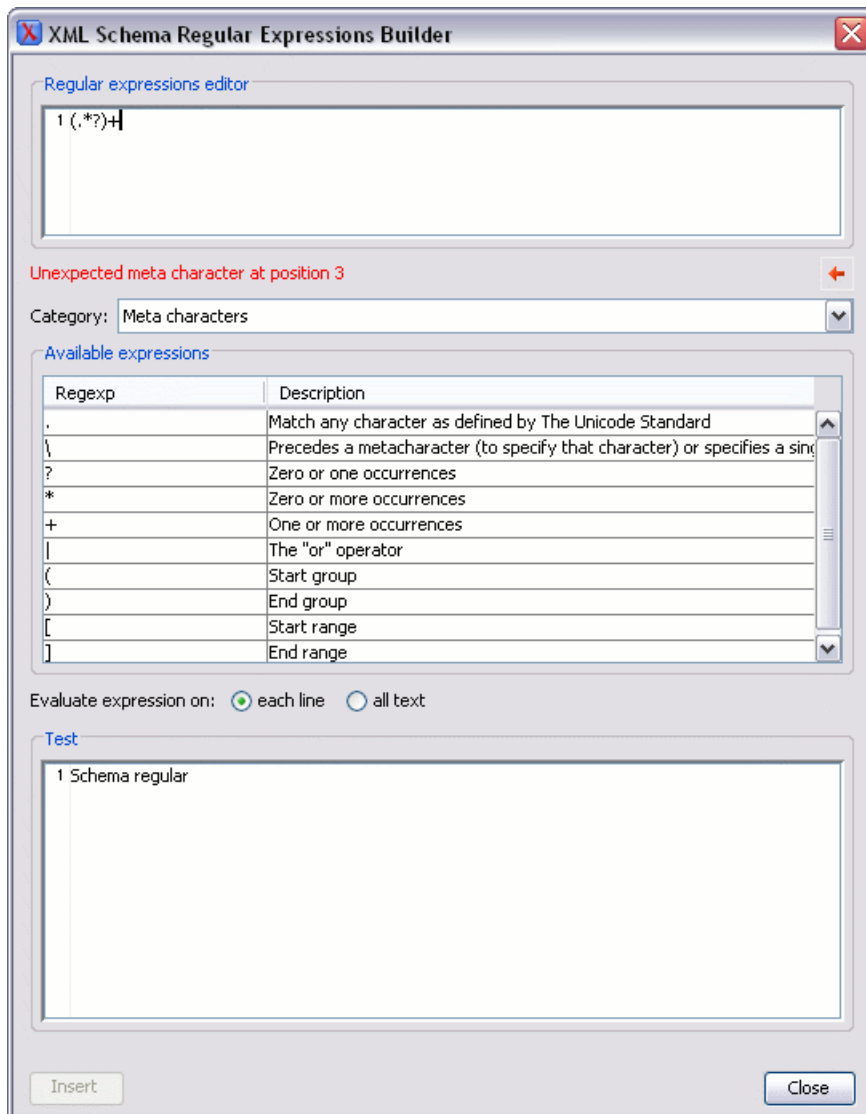 XML Schema Regular Expressions Builder
Regular expressions editor
1 (.*?)+
Unexpected meta character at position 3
Category: Meta characters
Available expressions
Regexp Description
. Match any character as defined by The Unicode Standard
\ Precedes a metacharacter (to specify that character) or specifies a sing
? Zero or one occurrences
* Zero or more occurrences
+ One or more occurrences
| The "or" operator
( Start group
) End group
[ Start range
] End range
Evaluate expression on: each line all text
Test
1 Schema regular
Insert Close